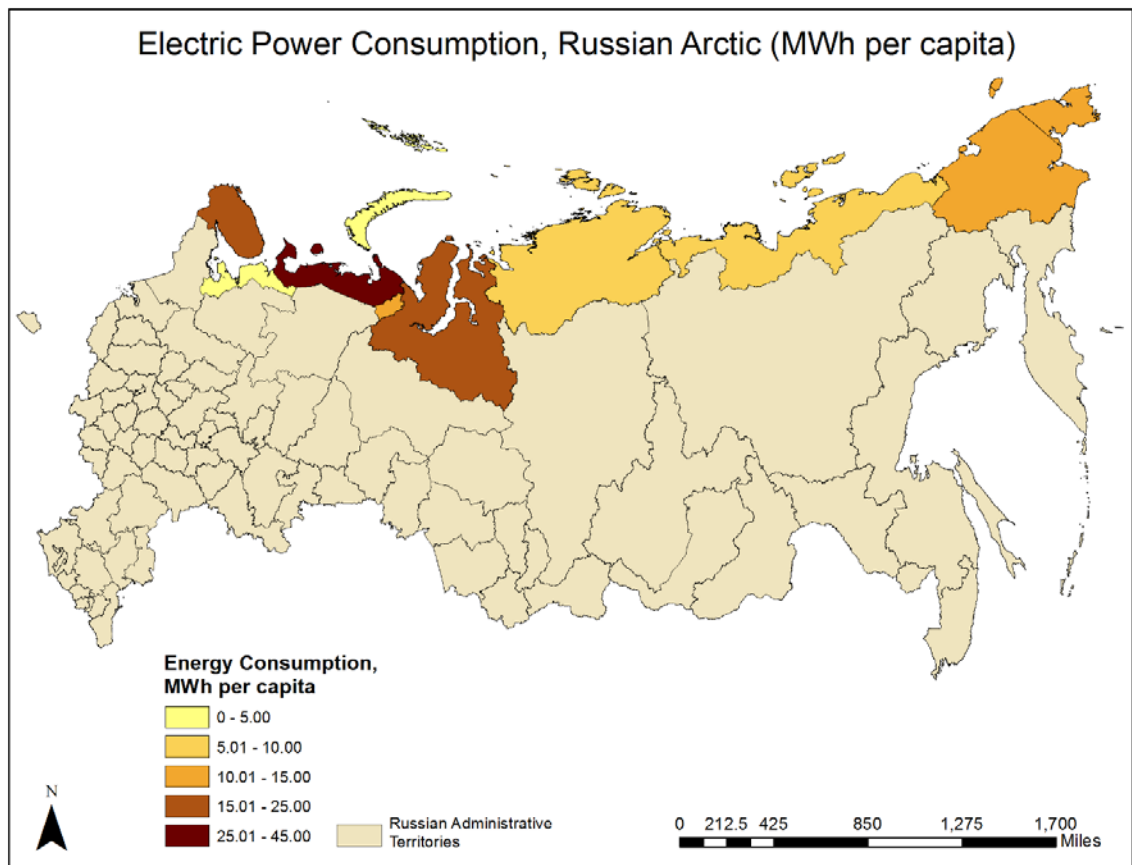 Electric Power Consumption, Russian Arctic (MWh per capita)
Energy Consumption,
MWh per capita
0 - 5.00
5.01 - 10.00
10.01 - 15.00
15.01 - 25.00
25.01 - 45.00
N
Russian Administrative
Territories
0 212.5 425 850 1,275 1,700
Miles